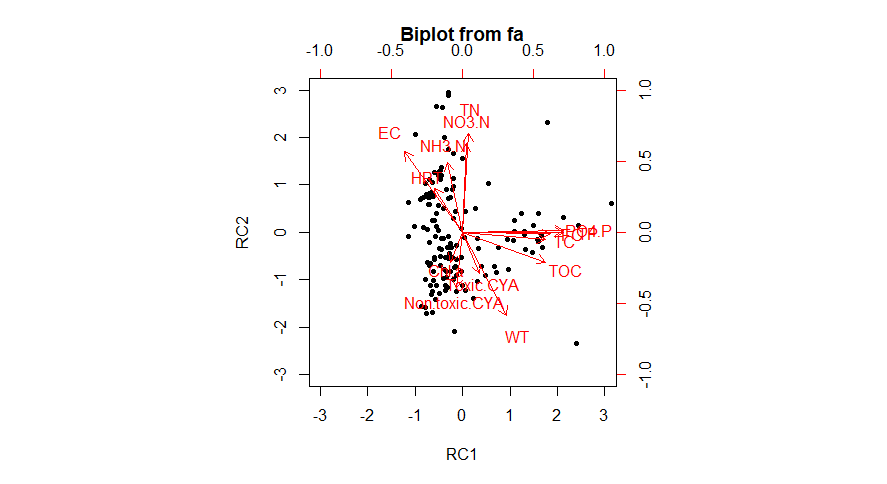 Biplot from fa
-1.0 -0.5 0.0 0.5 1.0
TN
NO3.N
EC
NH3.N
PO4.P
TC
TOC
Toxic.CYA
Non.toxic.CYA
WT
3 2 1 0 -1 -2 -3
1.0 0.5 0.0 -0.5 -1.0
RC2
-3 -2 -1 0 1 2 3
RC1